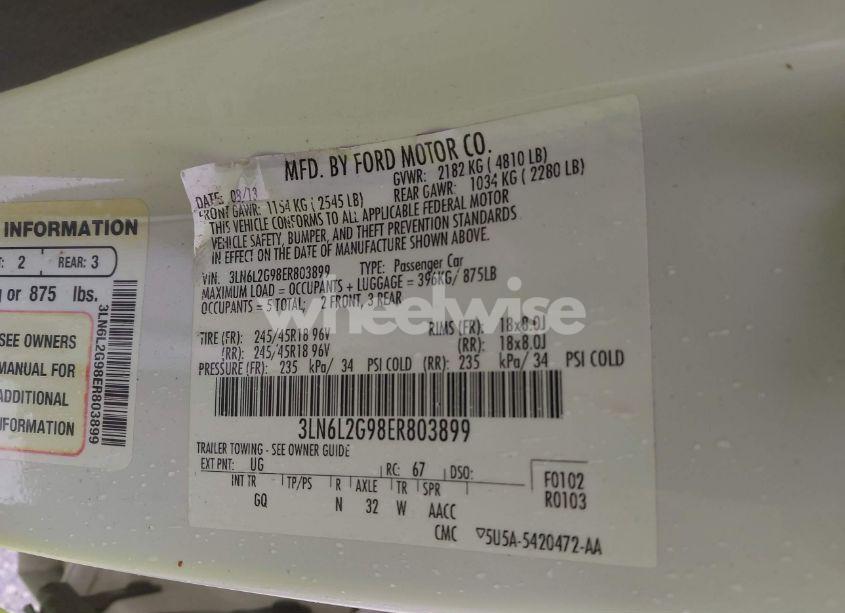 INFORMATION
2 REAR: 3
or 875 lbs.
SEE OWNERS
MANUAL FOR
ADDITIONAL
INFORMATION
3LN6L2G98ER803899
MFD. BY FORD MOTOR CO.
DATE: 08/13 GVWR: 2182 KG ( 4810 LB)
FRONT GAWR: 1154 KG ( 2545 LB) REAR GAWR: 1034 KG ( 2280 LB)
THIS VEHICLE CONFORMS TO ALL APPLICABLE FEDERAL MOTOR
VEHICLE SAFETY, BUMPER, AND THEFT PREVENTION STANDARDS
IN EFFECT ON THE DATE OF MANUFACTURE SHOWN ABOVE.
VIN: 3LN6L2G98ER803899 TYPE: Passenger Car
MAXIMUM LOAD = OCCUPANTS + LUGGAGE = 396KG/ 875LB
OCCUPANTS = 5 TOTAL; 2 FRONT, 3 REAR
wheelwise
TIRE (FR): 245/45R18 96V RIMS (FR): 18x8.0J
(RR): 245/45R18 96V (RR): 18x8.0J
PRESSURE (FR): 235 kPa/ 34 PSI COLD (RR): 235 kPa/ 34 PSI COLD
3LN6L2G98ER803899
TRAILER TOWING - SEE OWNER GUIDE
EXT PNT: UG RC: 67 DSO: F0102
INT TR TP/PS R AXLE TR SPR R0103
GQ N 32 W AACC
CMC ▽5U5A-5420472-AA